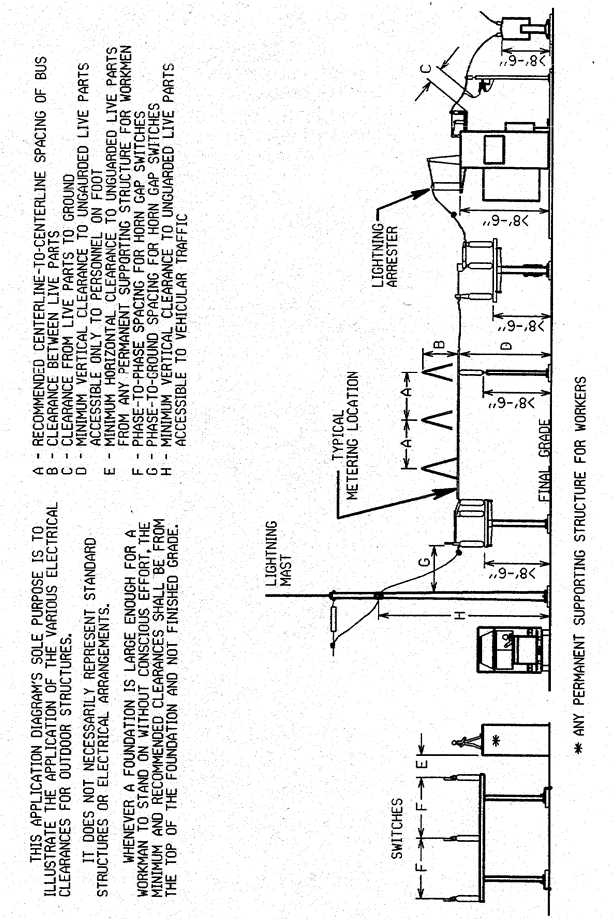 THIS APPLICATION DIAGRAM'S SOLE PURPOSE IS TO
ILLUSTRATE THE APPLICATION OF THE VARIOUS ELECTRICAL
CLEARANCES FOR OUTDOOR STRUCTURES.
IT DOES NOT NECESSARILY REPRESENT STANDARD
STRUCTURES OR ELECTRICAL ARRANGEMENTS.
WHENEVER A FOUNDATION IS LARGE ENOUGH FOR A
WORKMAN TO STAND ON WITHOUT CONSCIOUS EFFORT, THE
MINIMUM AND RECOMMENDED CLEARANCES SHALL BE FROM
THE TOP OF THE FOUNDATION AND NOT FINISHED GRADE.
A - RECOMMENDED CENTERLINE-TO-CENTERLINE SPACING OF BUS
B - CLEARANCE BETWEEN LIVE PARTS
C - CLEARANCE FROM LIVE PARTS TO GROUND
D - MINIMUM VERTICAL CLEARANCE TO UNGAURDED LIVE PARTS
ACCESSIBLE ONLY TO PERSONNEL ON FOOT
E - MINIMUM HORIZONTAL CLEARANCE TO UNGUARDED LIVE PARTS
FROM ANY PERMANENT SUPPORTING STRUCTURE FOR WORKMEN
F - PHASE-TO-PHASE SPACING FOR HORN GAP SWITCHES
G - PHASE-TO-GROUND SPACING FOR HORN GAP SWITCHES
H - MINIMUM VERTICAL CLEARANCE TO UNGUARDED LIVE PARTS
ACCESSIBLE TO VEHICULAR TRAFFIC
SWITCHES
F
F
E
*
LIGHTNING
MAST
H
G
>8'-6"
TYPICAL
METERING LOCATION
A
A
B
D
>8'-6"
FINAL GRADE
>8'-6"
LIGHTNING
ARRESTER
>8'-6"
C
>8'-6"
* ANY PERMANENT SUPPORTING STRUCTURE FOR WORKERS